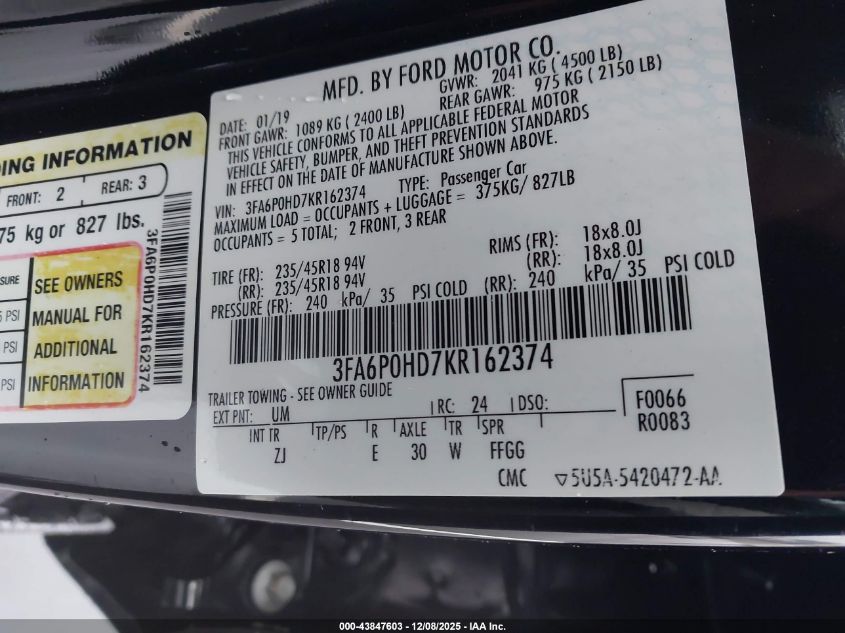 MFD. BY FORD MOTOR CO.
DATE: 01/19
GVWR: 2041 KG ( 4500 LB)
FRONT GAWR: 1089 KG ( 2400 LB)
REAR GAWR: 975 KG ( 2150 LB)
THIS VEHICLE CONFORMS TO ALL APPLICABLE FEDERAL MOTOR
VEHICLE SAFETY, BUMPER, AND THEFT PREVENTION STANDARDS
IN EFFECT ON THE DATE OF MANUFACTURE SHOWN ABOVE.
VIN: 3FA6P0HD7KR162374 TYPE: Passenger Car
MAXIMUM LOAD = OCCUPANTS + LUGGAGE = 375KG/ 827LB
OCCUPANTS = 5 TOTAL; 2 FRONT, 3 REAR
TIRE (FR): 235/45R18 94V RIMS (FR): 18x8.0J
(RR): 235/45R18 94V (RR): 18x8.0J
PRESSURE (FR): 240 kPa/ 35 PSI COLD (RR): 240 kPa/ 35 PSI COLD
3FA6P0HD7KR162374
TRAILER TOWING - SEE OWNER GUIDE
EXT PNT: UM RC: 24 DSO: F0066
R0083
INT TR TP/PS R AXLE TR SPR
ZJ E 30 W FFGG
CMC 5U5A-5420472-AA
INFORMATION
FRONT: 2 REAR: 3
75 kg or 827 lbs.
SEE OWNERS
MANUAL FOR
ADDITIONAL
INFORMATION
PSI
PSI
PSI
3FA6P0HD7KR162374
000-43847603 - 12/08/2025 - IAA Inc.